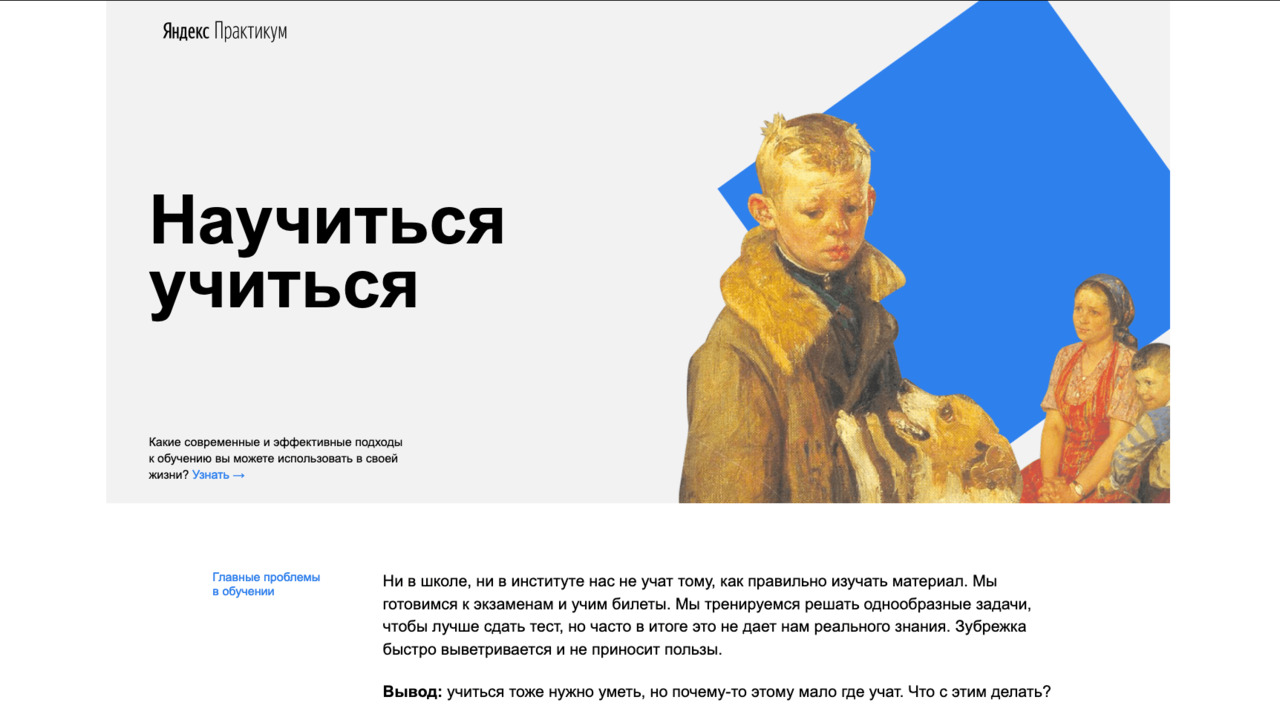 Яндекс Практикум
Научиться
учиться
Какие современные и эффективные подходы
к обучению вы можете использовать в своей
жизни? Узнать →
Главные проблемы
в обучении
Ни в школе, ни в институте нас не учат тому, как правильно изучать материал. Мы
готовимся к экзаменам и учим билеты. Мы тренируемся решать однообразные задачи,
чтобы лучше сдать тест, но часто в итоге это не дает нам реального знания. Зубрежка
быстро выветривается и не приносит пользы.
Вывод: учиться тоже нужно уметь, но почему-то этому мало где учат. Что с этим делать?